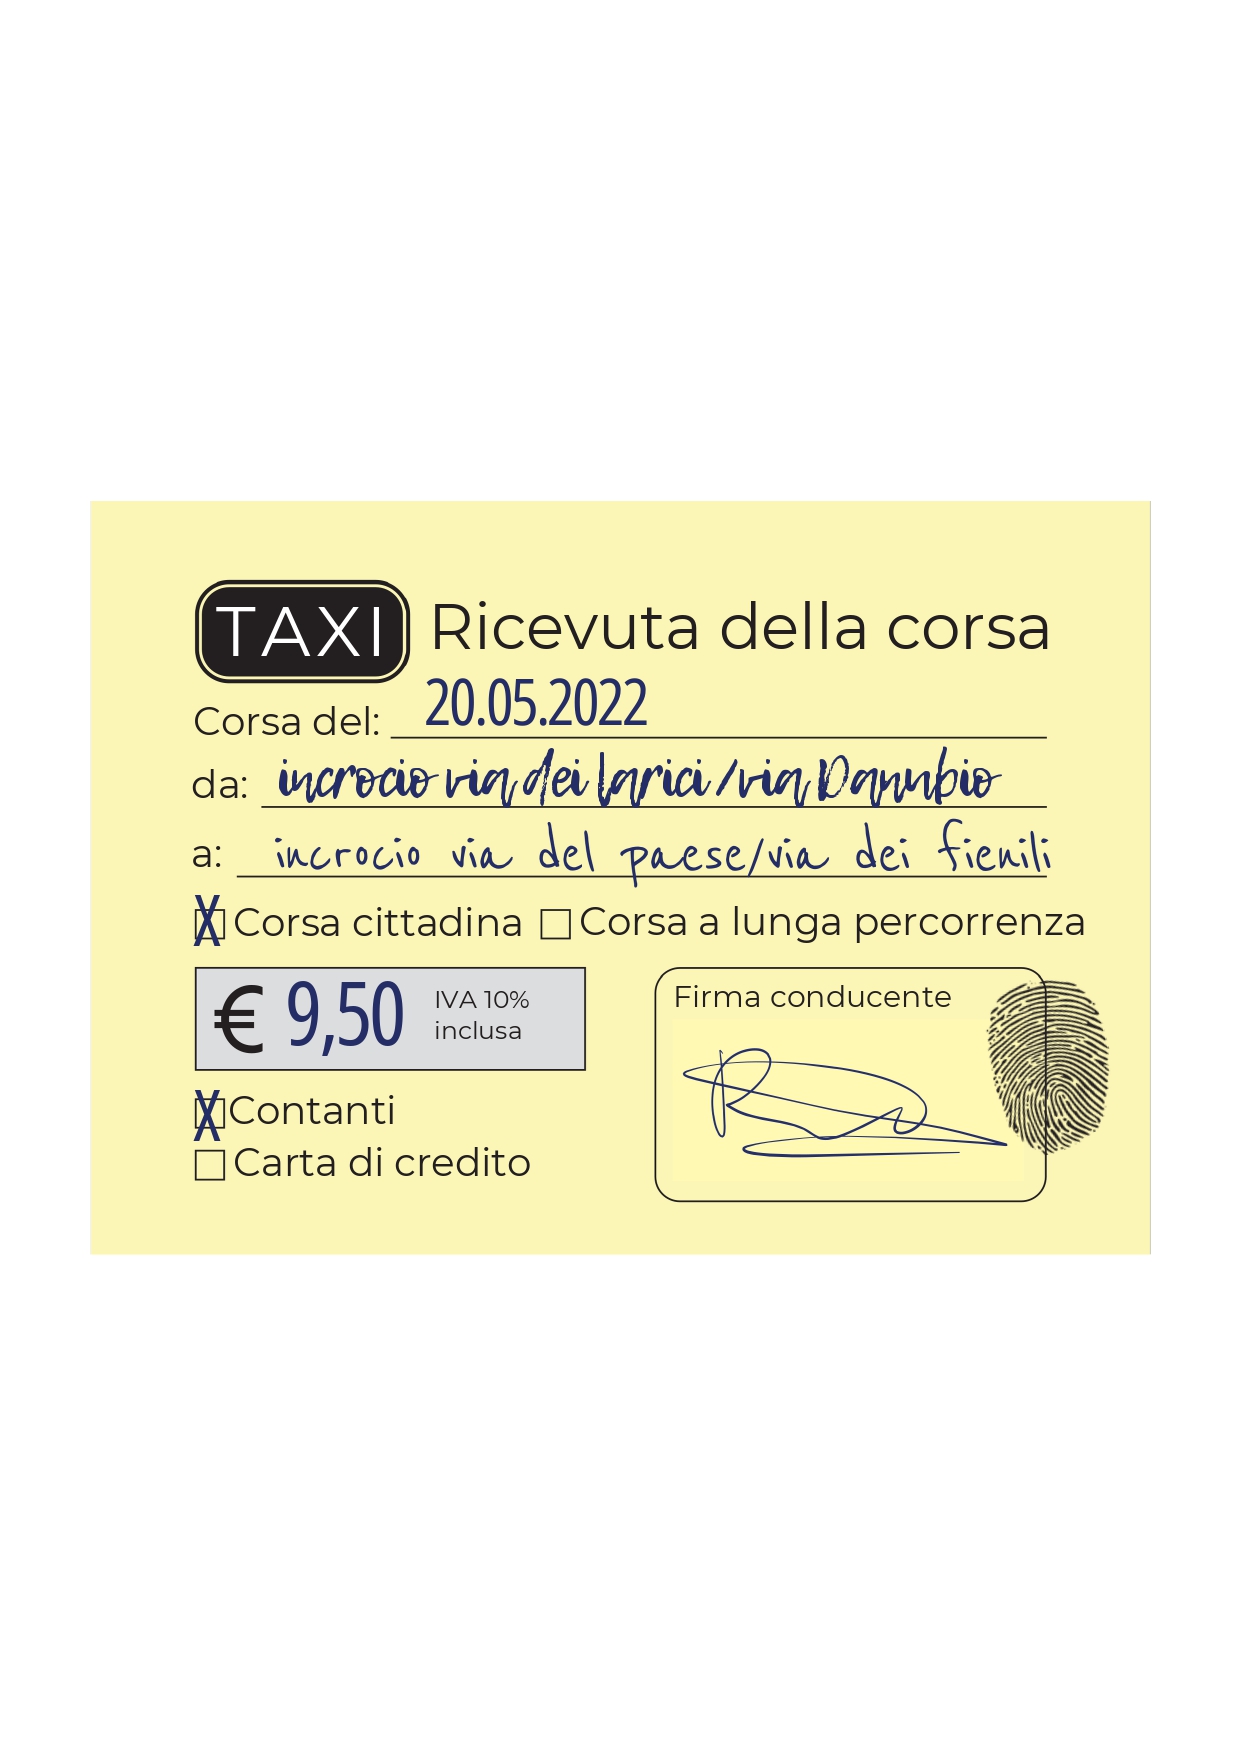 TAXI Ricevuta della corsa
Corsa del: 20.05.2022
da: incrocio via dei larici/via Danubio
a: incrocio via del paese/via dei fienili
X Corsa cittadina □ Corsa a lunga percorrenza
€ 9,50 IVA 10%
inclusa
Firma conducente
X Contanti
□ Carta di credito